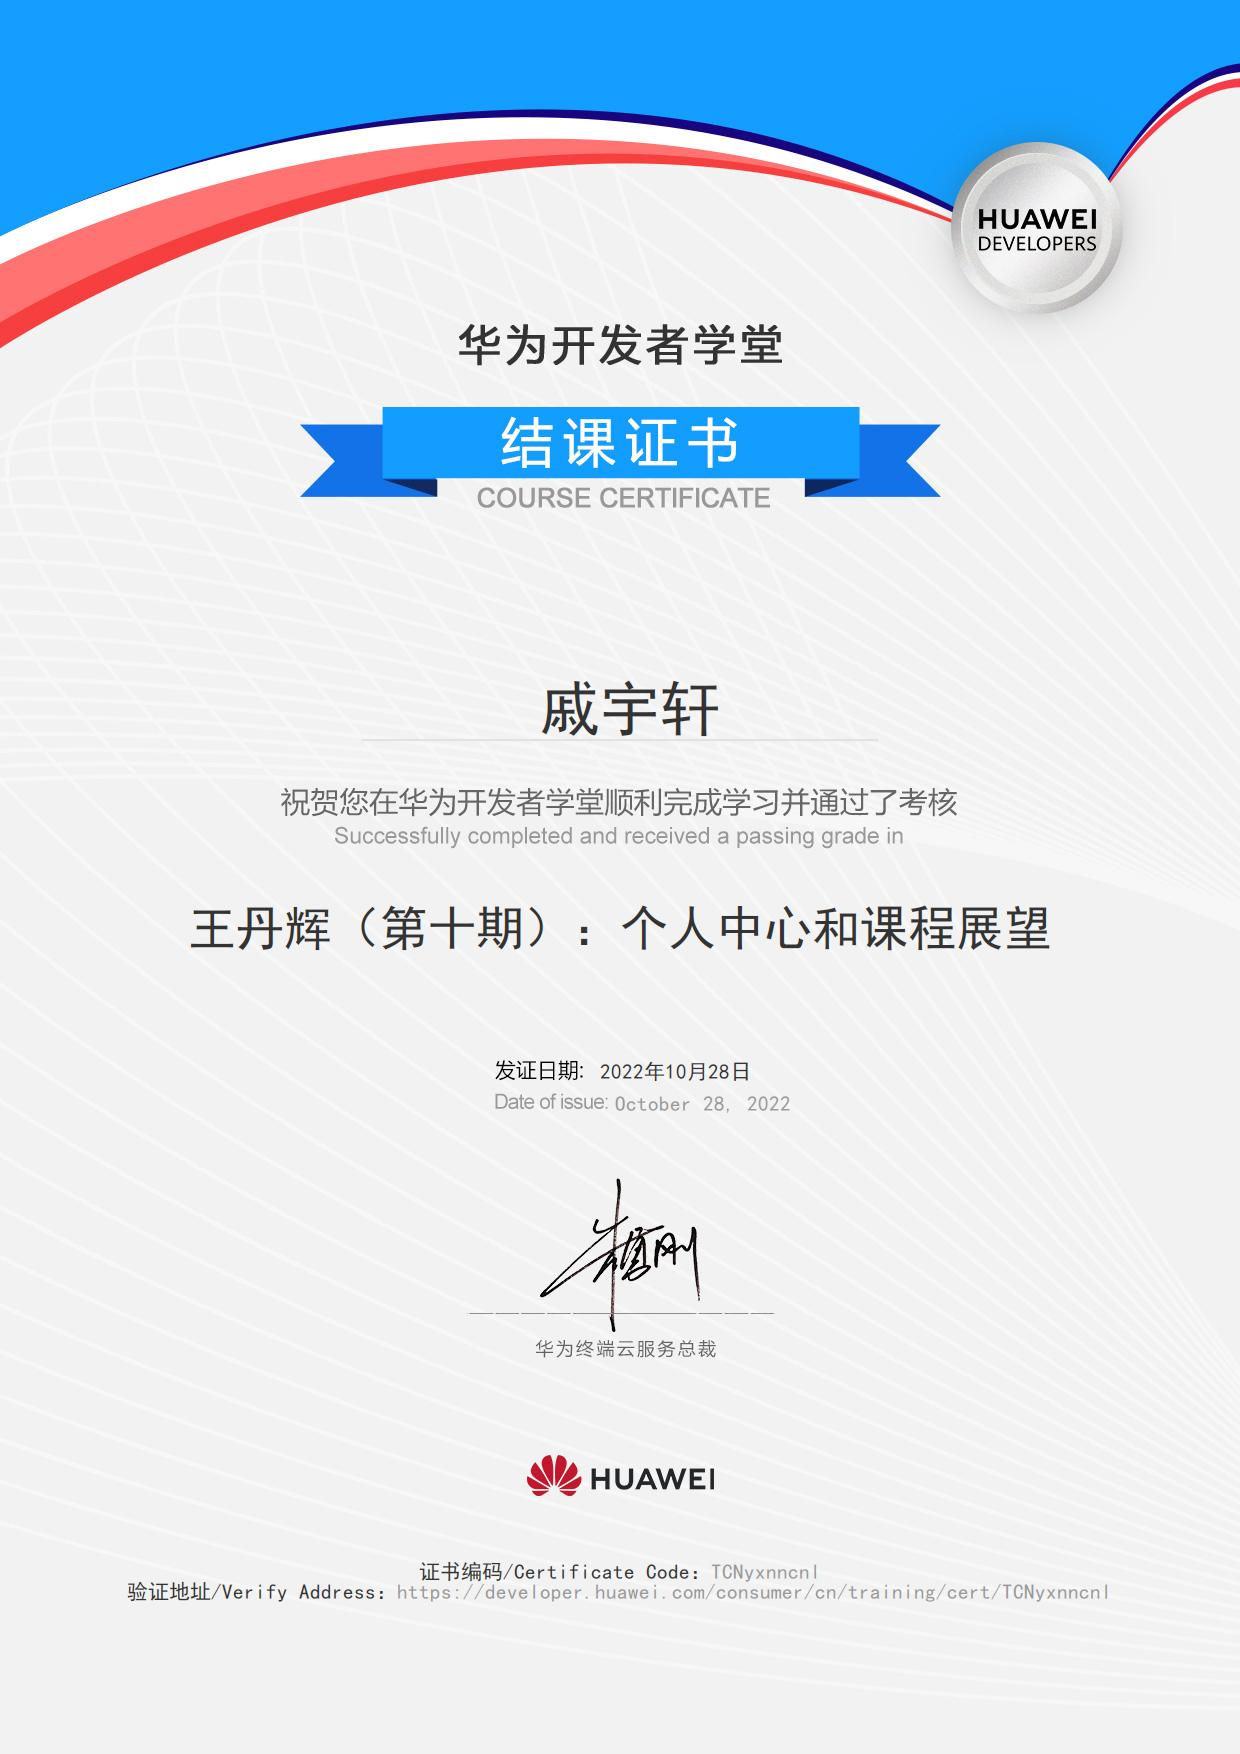 HUAWEI
DEVELOPERS
华为开发者学堂
结课证书
COURSE CERTIFICATE
戚宇轩
祝贺您在华为开发者学堂顺利完成学习并通过了考核
Successfully completed and received a passing grade in
王丹辉（第十期）：个人中心和课程展望
发证日期: 2022年10月28日
Date of issue: October 28, 2022
华为终端云服务总裁
HUAWEI
证书编码/Certificate Code: TCNyxnncnl
验证地址/Verify Address: https://developer.huawei.com/consumer/cn/training/cert/TCNyxnncnl